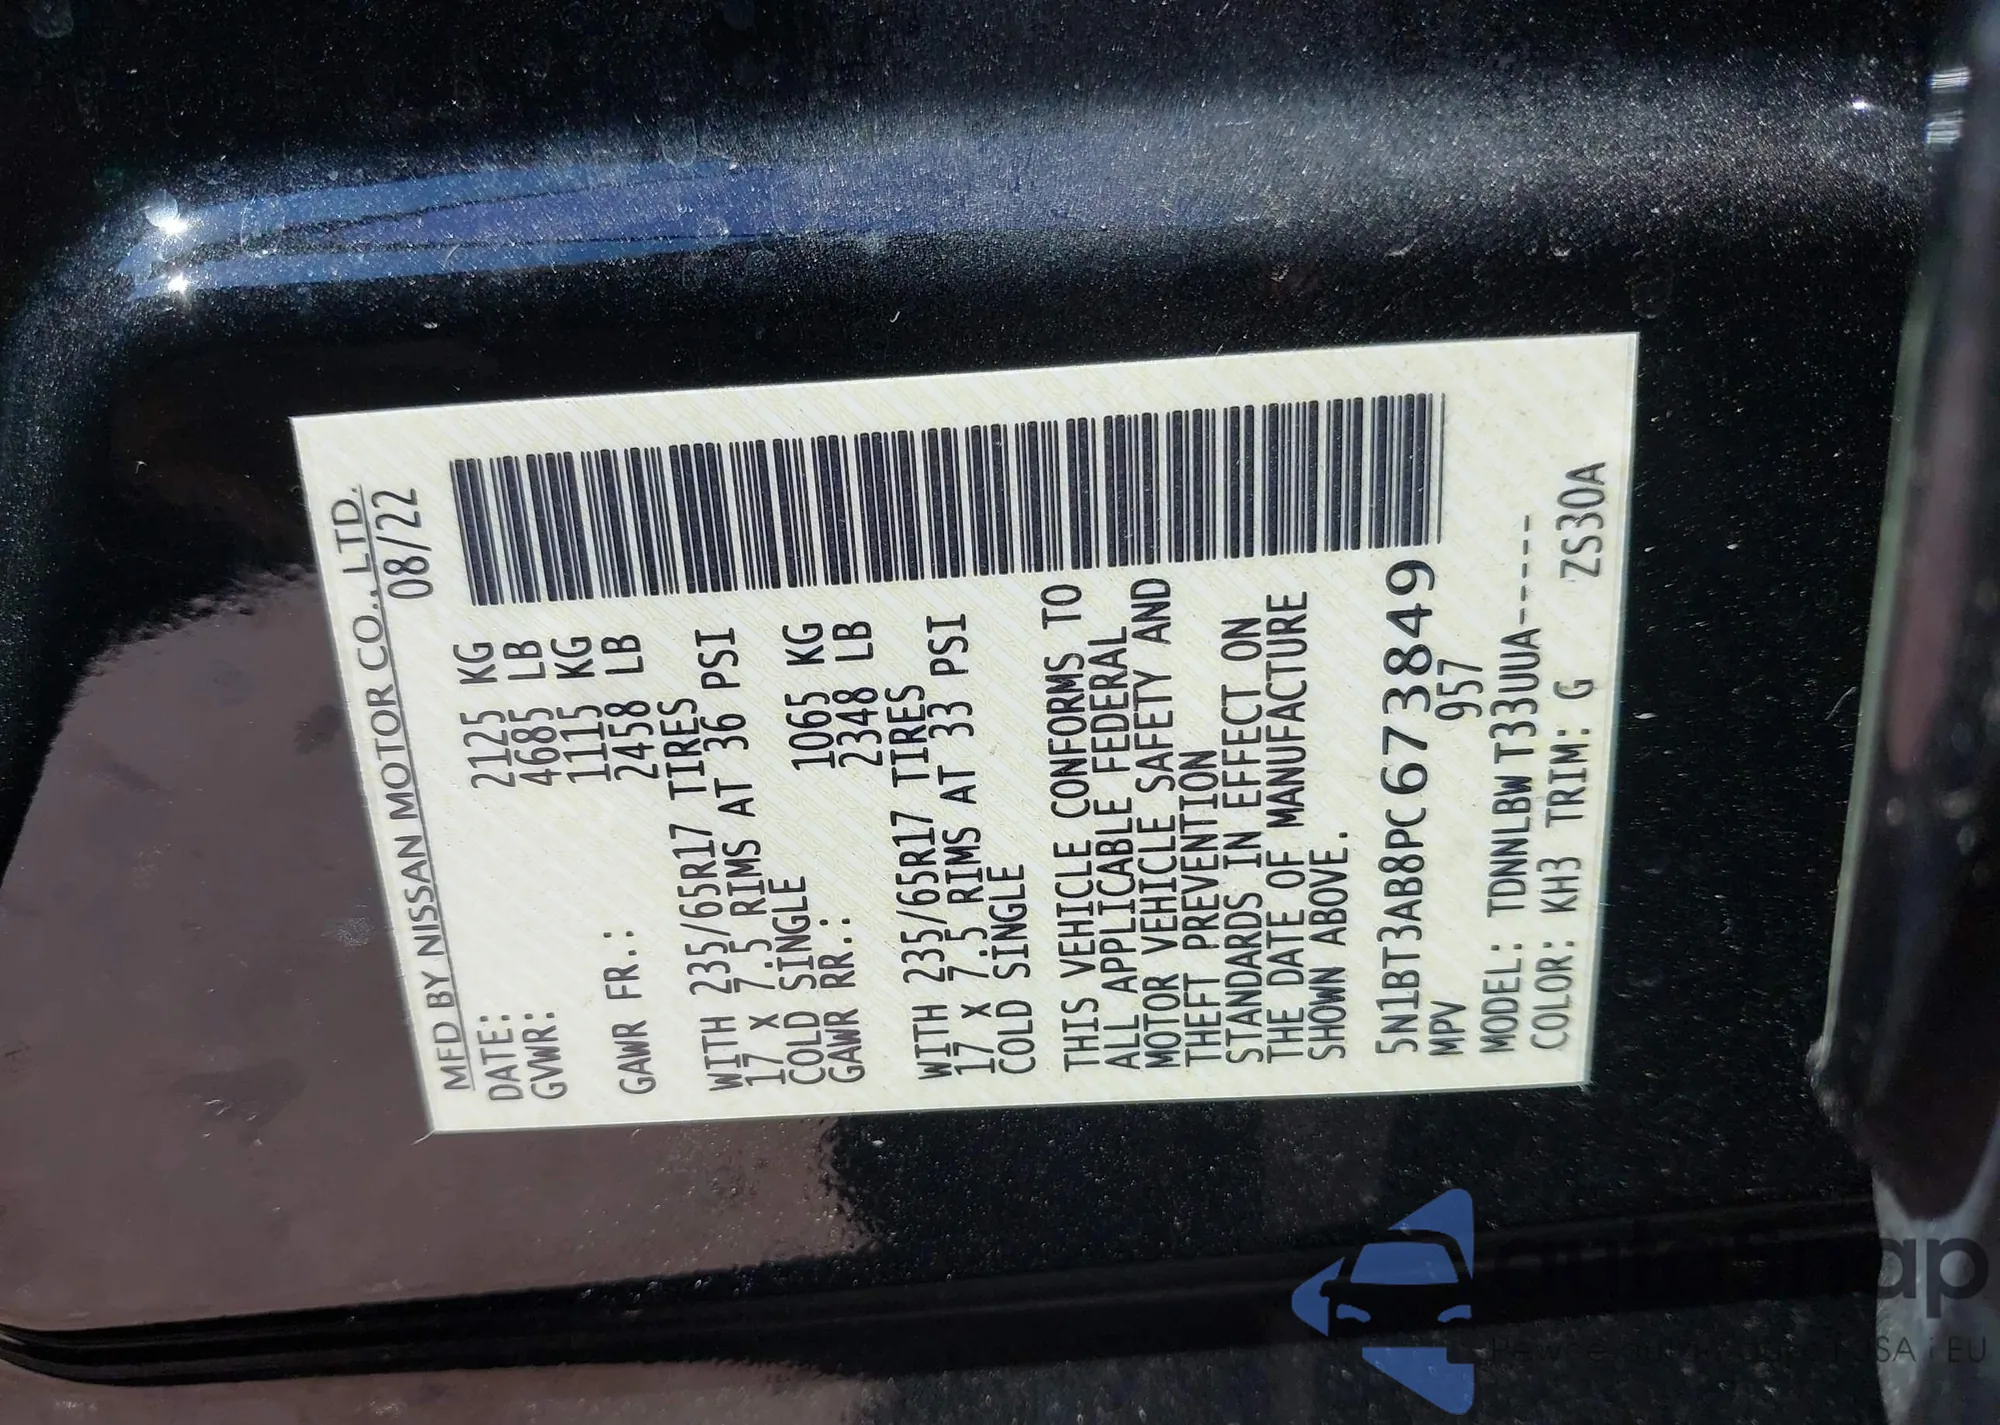 MFD BY NISSAN MOTOR CO., LTD.
DATE: 08/22
GVWR: 2125 KG
4685 LB
1115 KG
GAWR FR.: 2458 LB
WITH 235/65R17 TIRES
17 X 7.5 RIMS AT 36 PSI
COLD SINGLE
GAWR RR.: 1065 KG
2348 LB
WITH 235/65R17 TIRES
17 X 7.5 RIMS AT 33 PSI
COLD SINGLE
THIS VEHICLE CONFORMS TO
ALL APPLICABLE FEDERAL
MOTOR VEHICLE SAFETY AND
THEFT PREVENTION
STANDARDS IN EFFECT ON
THE DATE OF MANUFACTURE
SHOWN ABOVE.
5N1BT3AB8PC673849
MPV 957
MODEL: TDNNLBW T33UUA-----
COLOR: KH3 TRIM: G ZS30A
USA i EU